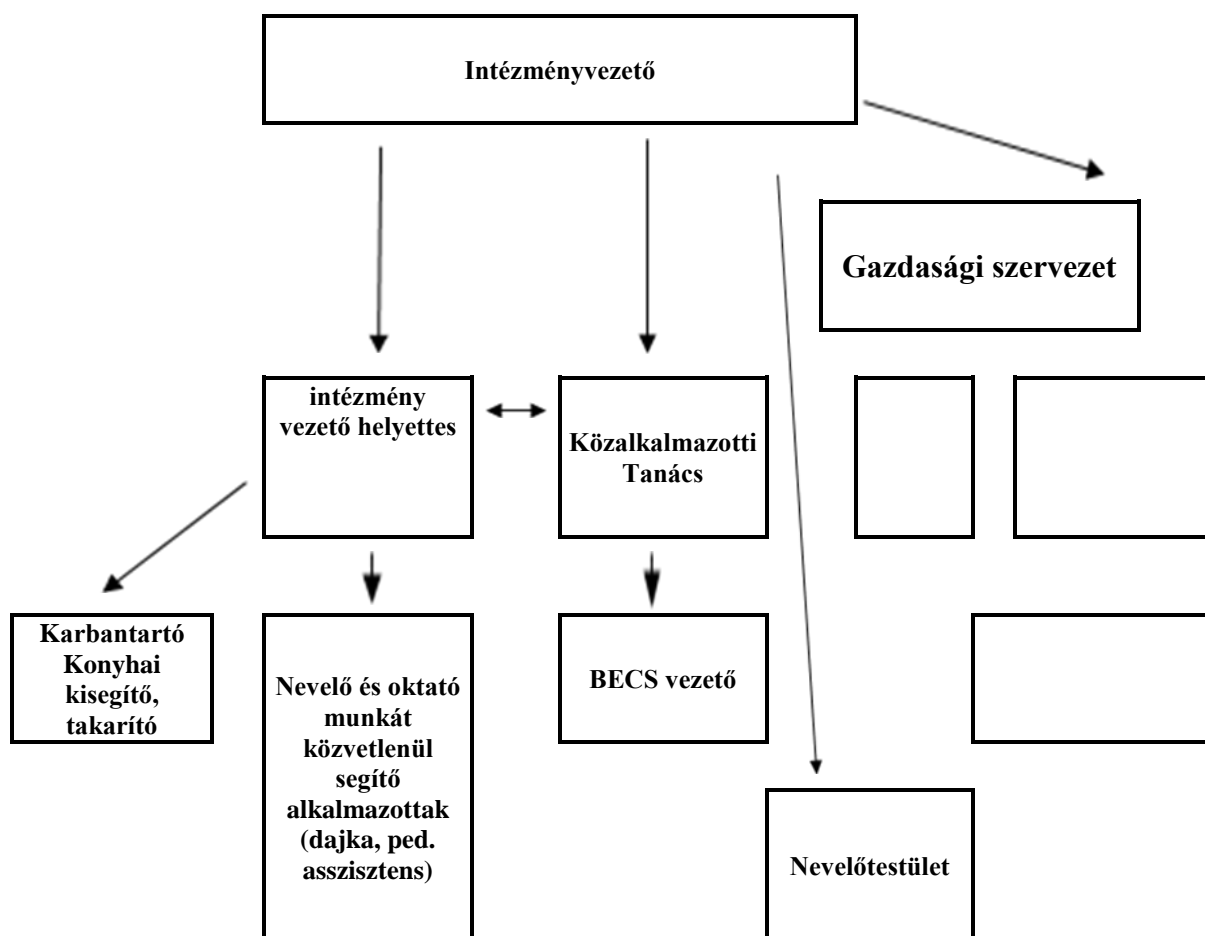 Intézményvezető
Gazdasági szervezet
intézmény
vezető helyettes
Közalkalmazotti
Tanács
Karbantartó
Konyhai
kisegítő,
takarító
Nevelő és oktató
munkát
közvetlenül
segítő
alkalmazottak
(dajka, ped.
asszisztens)
BECS vezető
Nevelőtestület